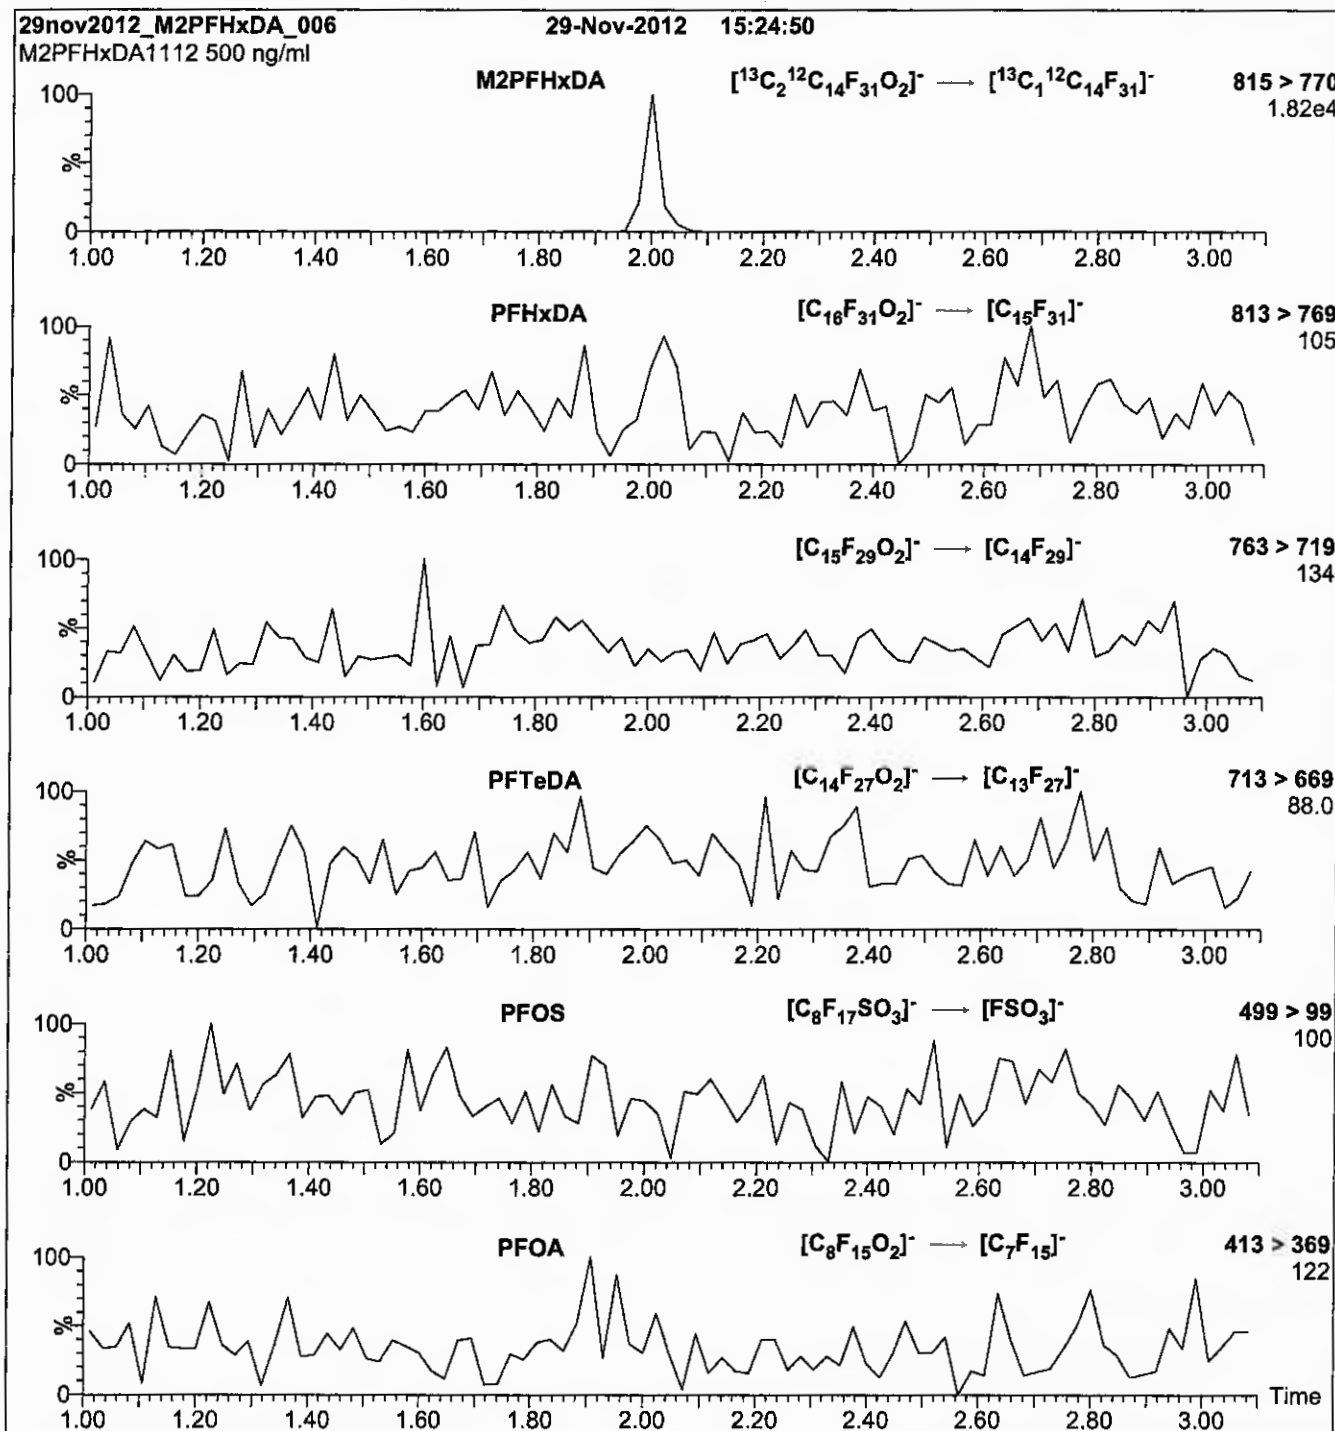 29nov2012_M2PFHxDA_006 29-Nov-2012 15:24:50
M2PFHxDA1112 500 ng/ml
M2PFHxDA [¹³C₂¹²C₁₄F₃₁O₂]⁻ → [¹³C₁¹²C₁₄F₃₁]⁻ 815 > 770
1.82e4
100
%
0
1.00 1.20 1.40 1.60 1.80 2.00 2.20 2.40 2.60 2.80 3.00
PFHxDA [C₁₆F₃₁O₂]⁻ → [C₁₅F₃₁]⁻ 813 > 769
105
100
%
0
1.00 1.20 1.40 1.60 1.80 2.00 2.20 2.40 2.60 2.80 3.00
[C₁₅F₂₉O₂]⁻ → [C₁₄F₂₉]⁻ 763 > 719
134
100
%
0
1.00 1.20 1.40 1.60 1.80 2.00 2.20 2.40 2.60 2.80 3.00
PFTeDA [C₁₄F₂₇O₂]⁻ → [C₁₃F₂₇]⁻ 713 > 669
88.0
100
%
0
1.00 1.20 1.40 1.60 1.80 2.00 2.20 2.40 2.60 2.80 3.00
PFOS [C₈F₁₇SO₃]⁻ → [FSO₃]⁻ 499 > 99
100
100
%
0
1.00 1.20 1.40 1.60 1.80 2.00 2.20 2.40 2.60 2.80 3.00
PFOA [C₈F₁₅O₂]⁻ → [C₇F₁₅]⁻ 413 > 369
122
100
%
0 Time
1.00 1.20 1.40 1.60 1.80 2.00 2.20 2.40 2.60 2.80 3.00